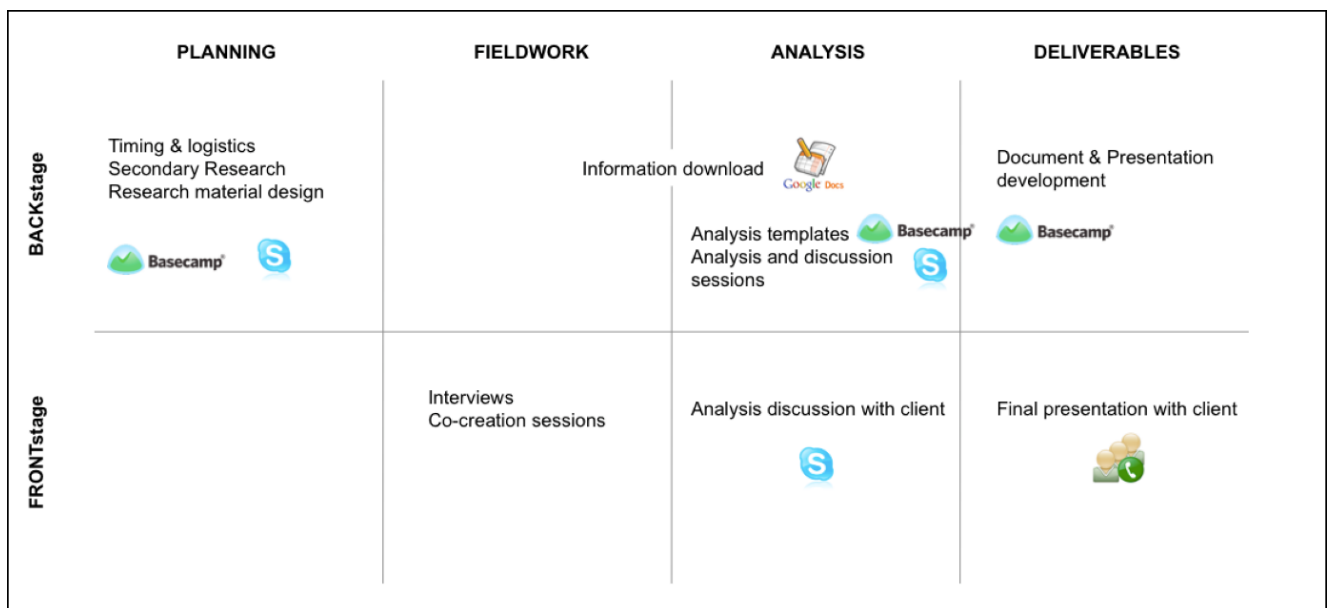 PLANNING
FIELDWORK
ANALYSIS
DELIVERABLES
BACKstage
Timing & logistics
Secondary Research
Research material design
Basecamp
S
Information download
Google Docs
Analysis templates
Basecamp
Analysis and discussion
sessions
S
Document & Presentation
development
Basecamp
FRONTstage
Interviews
Co-creation sessions
Analysis discussion with client
S
Final presentation with client